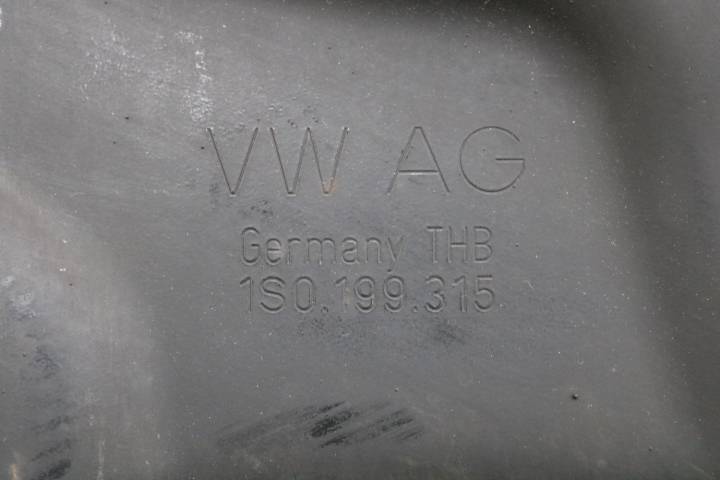 VW AG
Germany THB
1S0.199.315